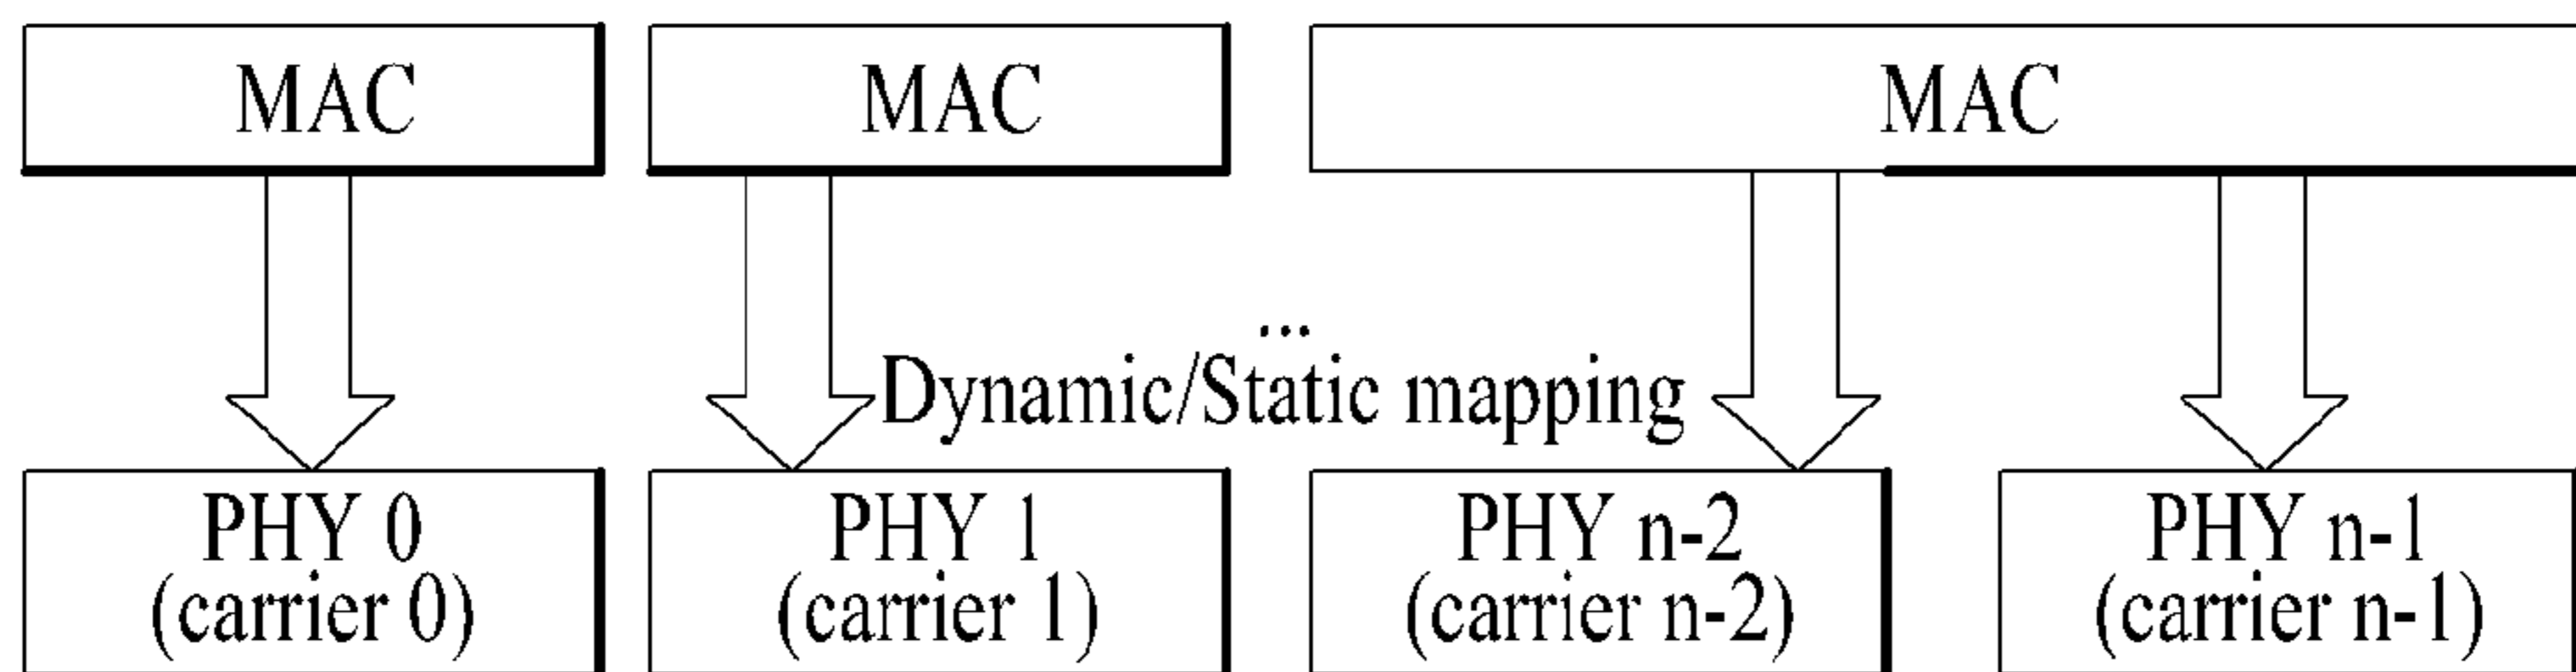 MAC
MAC
MAC
...
Dynamic/Static mapping
PHY 0
(carrier 0)
PHY 1
(carrier 1)
PHY n-2
(carrier n-2)
PHY n-1
(carrier n-1)